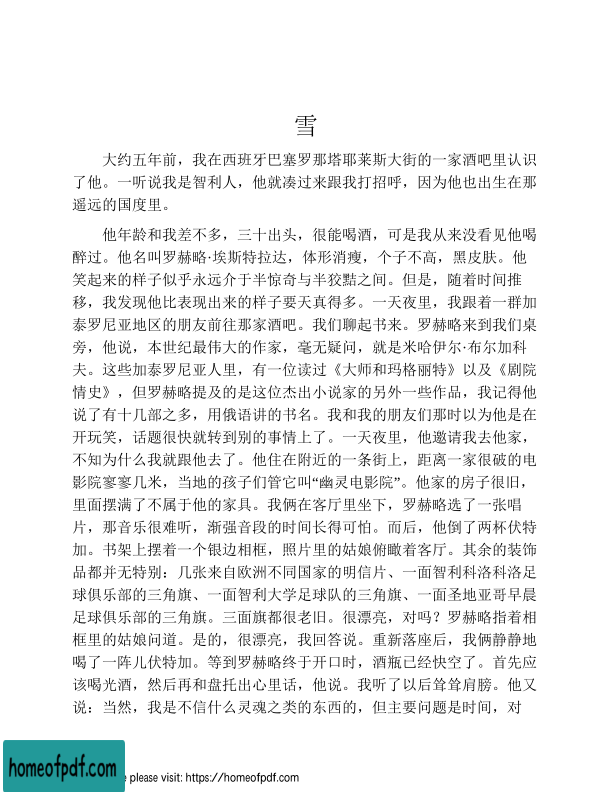 雪
大约五年前，我在西班牙巴塞罗那塔耶莱斯大街的一家酒吧里认识
了他。一听说我是智利人，他就凑过来跟我打招呼，因为他也出生在那
遥远的国度里。
他年龄和我差不多，三十出头，很能喝酒，可是我从来没看见他喝
醉过。他名叫罗赫略·埃斯特拉达，体形消瘦，个子不高，黑皮肤。他
笑起来的样子似乎永远介于半惊奇与半狡黠之间。但是，随着时间推
移，我发现他比表现出来的样子要天真得多。一天夜里，我跟着一群加
泰罗尼亚地区的朋友前往那家酒吧。我们聊起书来。罗赫略来到我们桌
旁，他说，本世纪最伟大的作家，毫无疑问，就是米哈伊尔·布尔加科
夫。这些加泰罗尼亚人里，有一位读过《大师和玛格丽特》以及《剧院
情史》，但罗赫略提及的是这位杰出小说家的另外一些作品，我记得他
说了有十几部之多，用俄语讲的书名。我和我的朋友们那时以为他是在
开玩笑，话题很快就转到别的事情上了。一天夜里，他邀请我去他家，
不知为什么我就跟他去了。他住在附近的一条街上，距离一家很破的电
影院寥寥几米，当地的孩子们管它叫“幽灵电影院”。他家的房子很旧，
里面摆满了不属于他的家具。我俩在客厅里坐下，罗赫略选了一张唱
片，那音乐很难听，渐强音段的时间长得可怕。而后，他倒了两杯伏特
加。书架上摆着一个银边相框，照片里的姑娘俯瞰着客厅。其余的装饰
品都并无特别：几张来自欧洲不同国家的明信片、一面智利科洛科洛足
球俱乐部的三角旗、一面智利大学足球队的三角旗、一面圣地亚哥早晨
足球俱乐部的三角旗。三面旗都很老旧。很漂亮，对吗？罗赫略指着相
框里的姑娘问道。是的，很漂亮，我回答说。重新落座后，我俩静静地
喝了一阵儿伏特加。等到罗赫略终于开口时，酒瓶已经快空了。首先应
该喝光酒，然后再和盘托出心里话，他说。我听了以后耸耸肩膀。他又
说：当然，我是不信什么灵魂之类的东西的，但主要问题是时间，对
homeofpdf.com
e please visit: https://homeofpdf.com